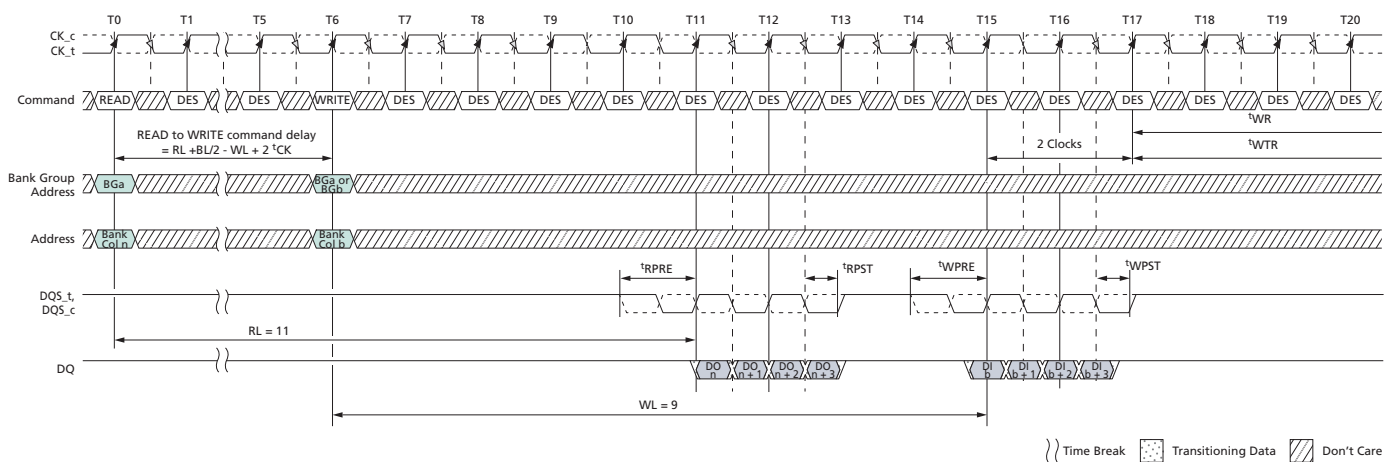 T0 T1 T5 T6 T7 T8 T9 T10 T11 T12 T13 T14 T15 T16 T17 T18 T19 T20
CK_c
CK_t
Command READ DES DES WRITE DES DES DES DES DES DES DES DES DES DES DES DES DES DES
tWR
READ to WRITE command delay
= RL +BL/2 - WL + 2 tCK
2 Clocks
tWTR
Bank Group
Address
BGa
BGa or
BGb
Address
Bank
Col n
Bank
Col b
tRPRE tRPST tWPRE tWPST
DQS_t,
DQS_c
RL = 11
DQ
DO
n
DO
n + 1
DO
n + 2
DO
n + 3
DI
b
DI
b + 1
DI
b + 2
DI
b + 3
WL = 9
Time Break Transitioning Data Don't Care